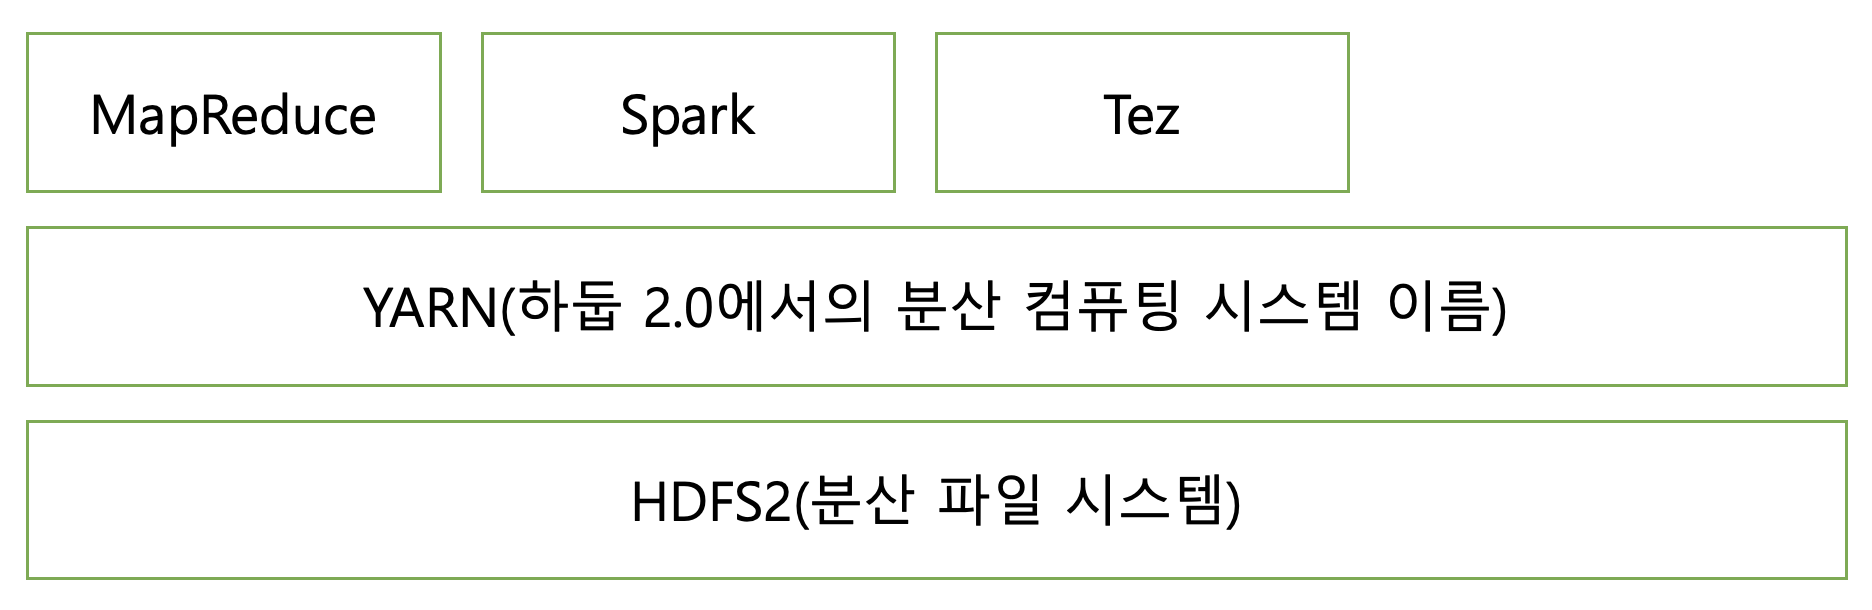 MapReduce
Spark
Tez
YARN(하둡 2.0에서의 분산 컴퓨팅 시스템 이름)
HDFS2(분산 파일 시스템)